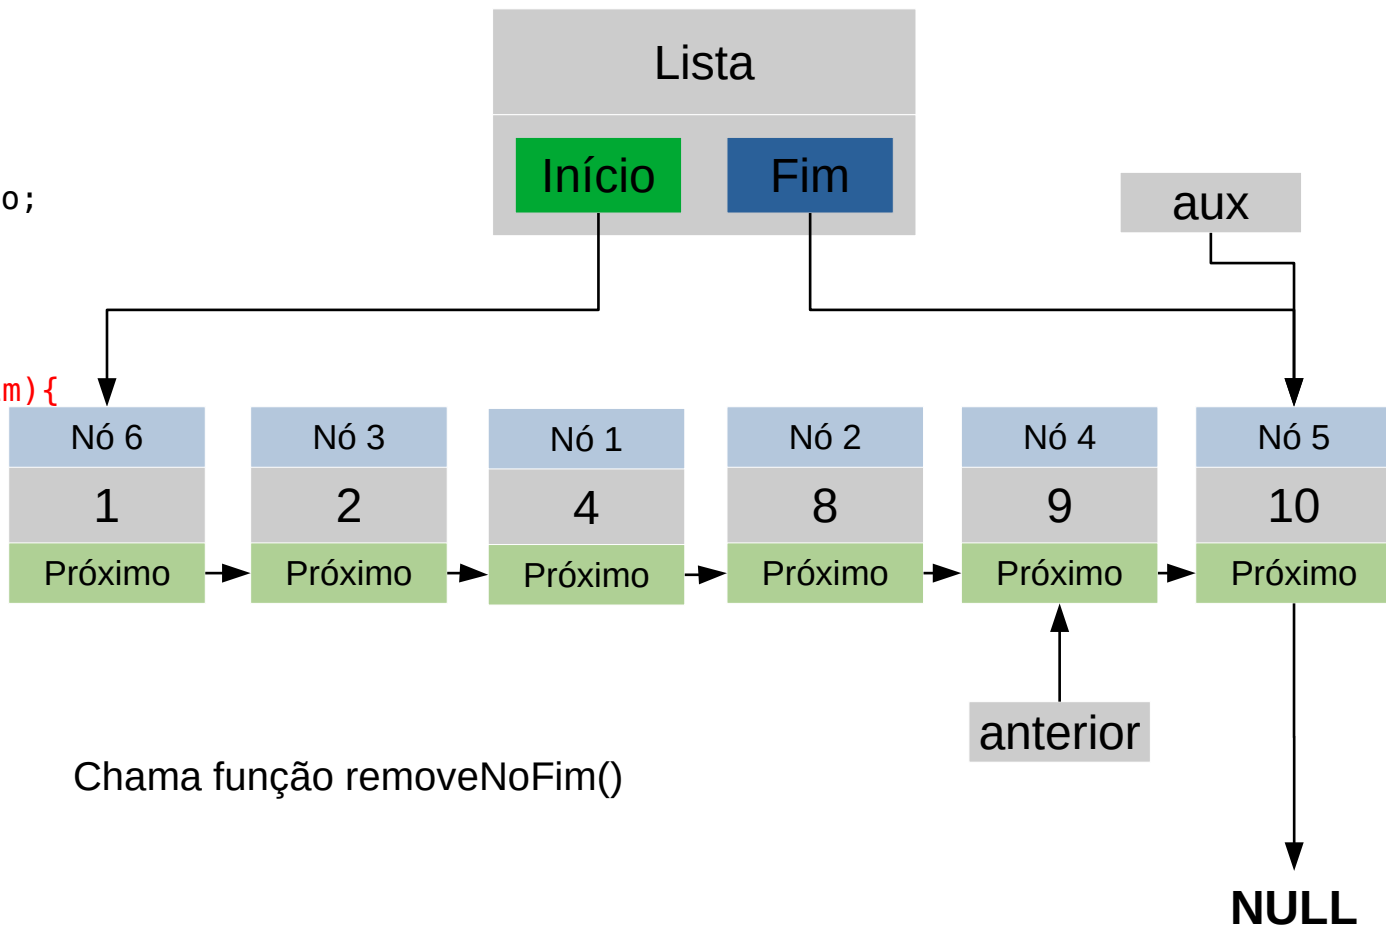 Lista
Início Fim
aux
o;
m){
Nó 6 Nó 3 Nó 1 Nó 2 Nó 4 Nó 5
1 2 4 8 9 10
Próximo Próximo Próximo Próximo Próximo Próximo
anterior
Chama função removeNoFim()
NULL